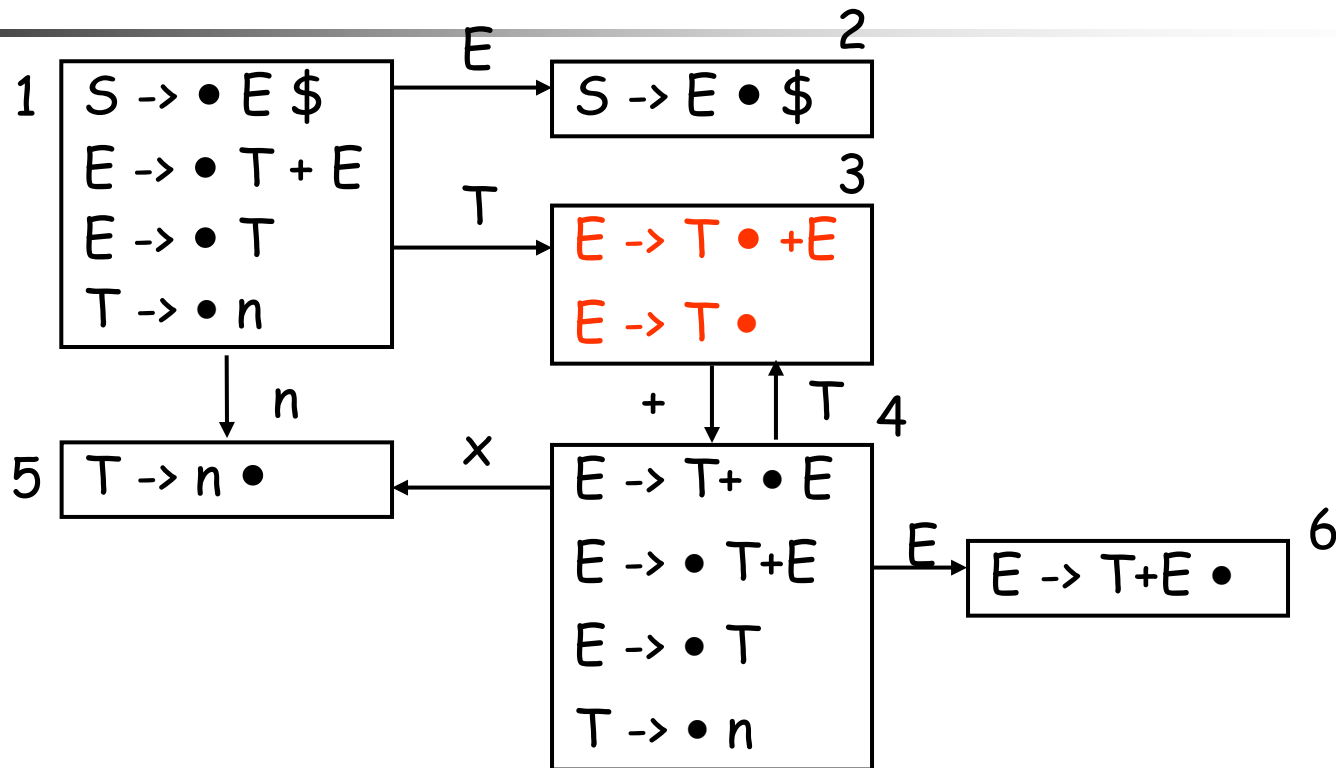 E
2
1
S -> ● E $
E -> ● T + E
E -> ● T
T -> ● n
S -> E ● $
T
3
E -> T ● +E
E -> T ●
n
+
T
4
5
T -> n ●
x
E -> T+ ● E
E -> ● T+E
E -> ● T
T -> ● n
E
6
E -> T+E ●